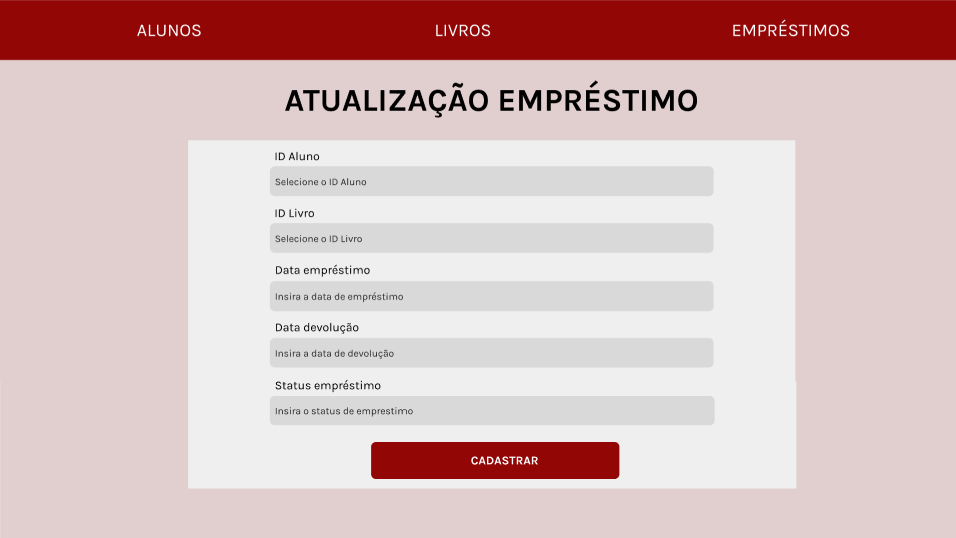 ALUNOS LIVROS EMPRÉSTIMOS
ATUALIZAÇÃO EMPRÉSTIMO
ID Aluno
Selecione o ID Aluno
ID Livro
Selecione o ID Livro
Data empréstimo
Insira a data de empréstimo
Data devolução
Insira a data de devolução
Status empréstimo
Insira o status de emprestimo
CADASTRAR